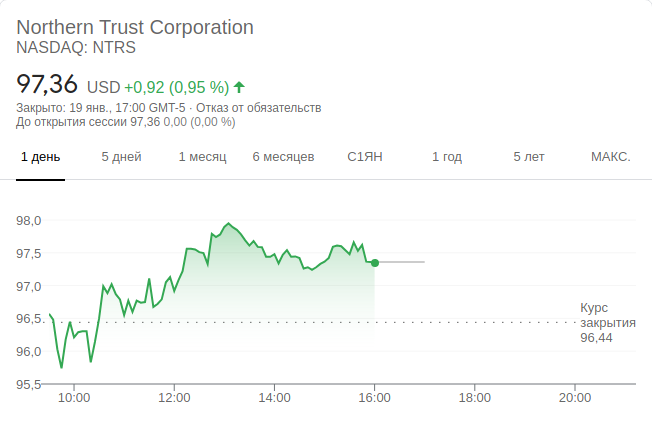 Northern Trust Corporation
NASDAQ: NTRS
97,36 USD +0,92 (0,95 %)
Закрыто: 19 янв., 17:00 GMT-5 · Отказ от обязательств
До открытия сессии 97,36 0,00 (0,00 %)
1 день 5 дней 1 месяц 6 месяцев С1ЯН 1 год 5 лет МАКС.
98,0
97,5
97,0
96,5
96,0
95,5
Курс
закрытия
96,44
10:00 12:00 14:00 16:00 18:00 20:00